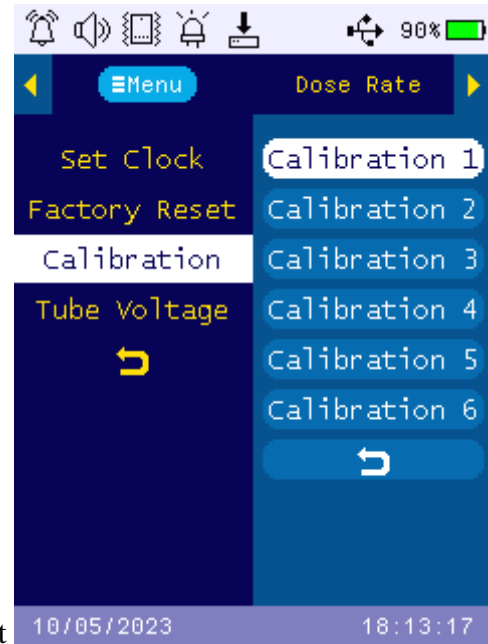 90%
≡Menu Dose Rate
Set Clock
Factory Reset
Calibration
Tube Voltage
Calibration 1
Calibration 2
Calibration 3
Calibration 4
Calibration 5
Calibration 6
t
10/05/2023 18:13:17